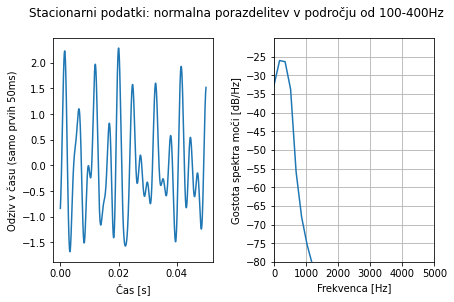 Stacionarni podatki: normalna porazdelitev v področju od 100-400Hz
Odziv v času (samo prvih 50ms)
2.0
1.5
1.0
0.5
0.0
−0.5
−1.0
−1.5
0.00 0.02 0.04
Čas [s]
Gostota spektra moči [dB/Hz]
−25
−30
−35
−40
−45
−50
−55
−60
−65
−70
−75
−80
0 1000 2000 3000 4000 5000
Frekvenca [Hz]